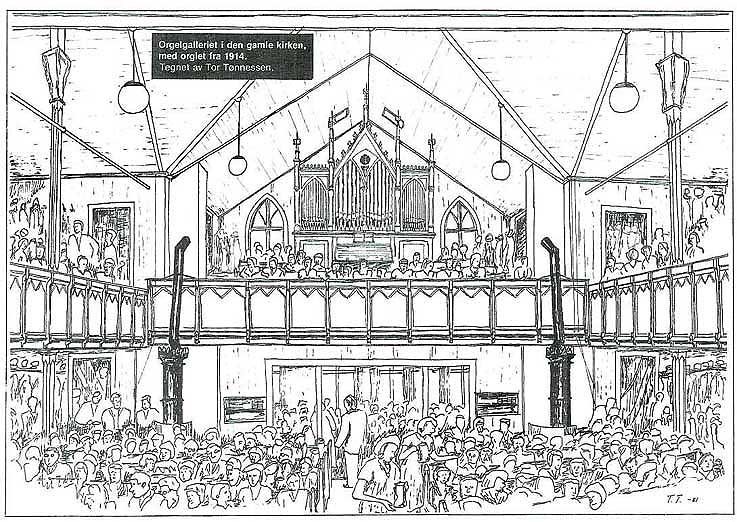 Orgelgalleriet i den gamle kirken,
med orglet fra 1914.
Tegnet av Tor Tønnessen.
T.T. -81